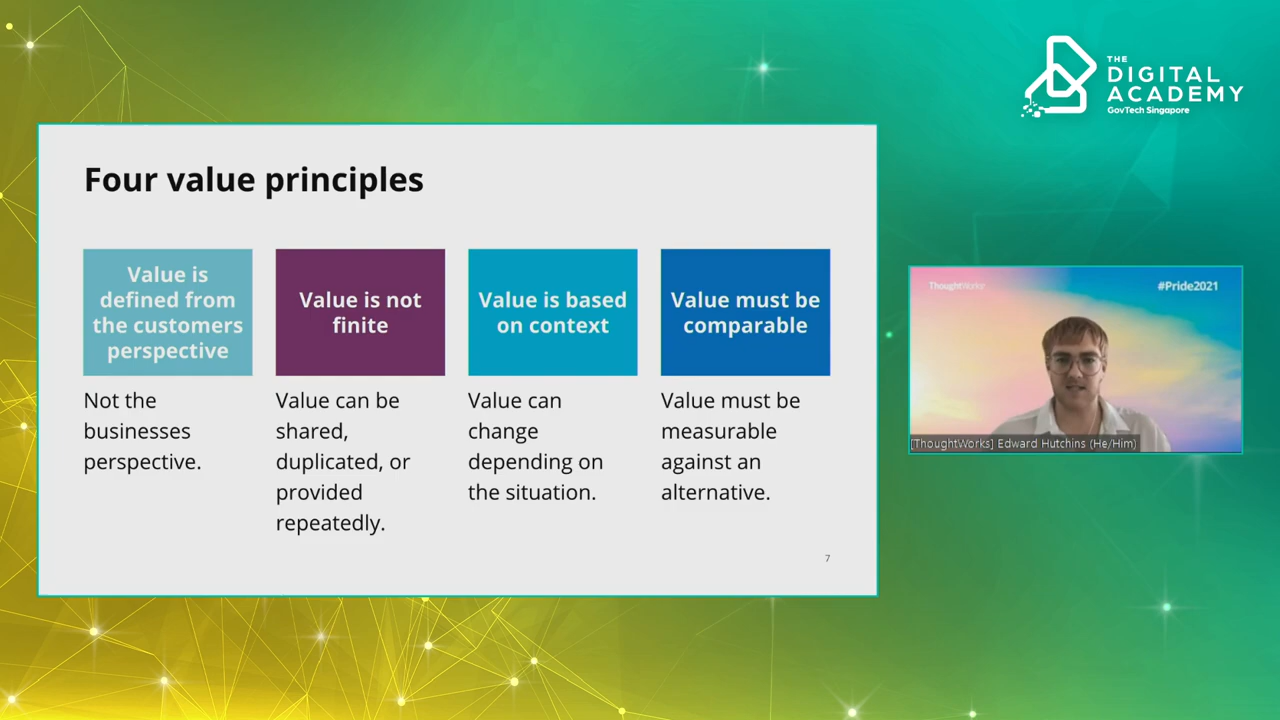 THE
DIGITAL
ACADEMY
GovTech Singapore
Four value principles
Value is
defined from
the customers
perspective
Not the
businesses
perspective.
Value is not
finite
Value can be
shared,
duplicated, or
provided
repeatedly.
Value is based
on context
Value can
change
depending on
the situation.
Value must be
comparable
Value must be
measurable
against an
alternative.
7
ThoughtWorks
#Pride2021
[ThoughtWorks] Edward Hutchins (He/Him)